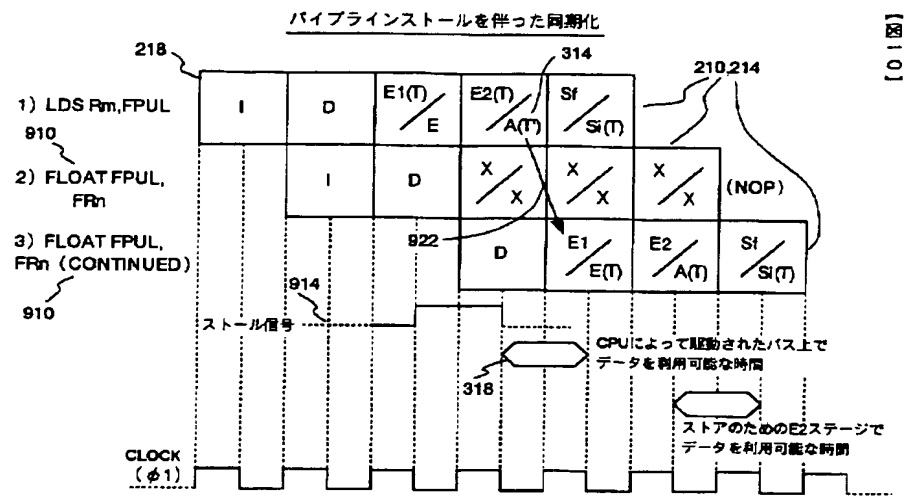 パイプラインストールを伴った同期化
【図10】
218
314
210,214
1) LDS Rm,FPUL
I
D
E1(T)/E
E2(T)/A(T)
Sf/Si(T)
910
2) FLOAT FPUL,
FRn
I
D
X/X
X/X
X/X
(NOP)
922
3) FLOAT FPUL,
FRn (CONTINUED)
D
E1/E(T)
E2/A(T)
Sf/Si(T)
910
914
ストール信号
318
CPUによって駆動されたバス上で
データを利用可能な時間
ストアのためのE2ステージで
データを利用可能な時間
CLOCK
(φ1)